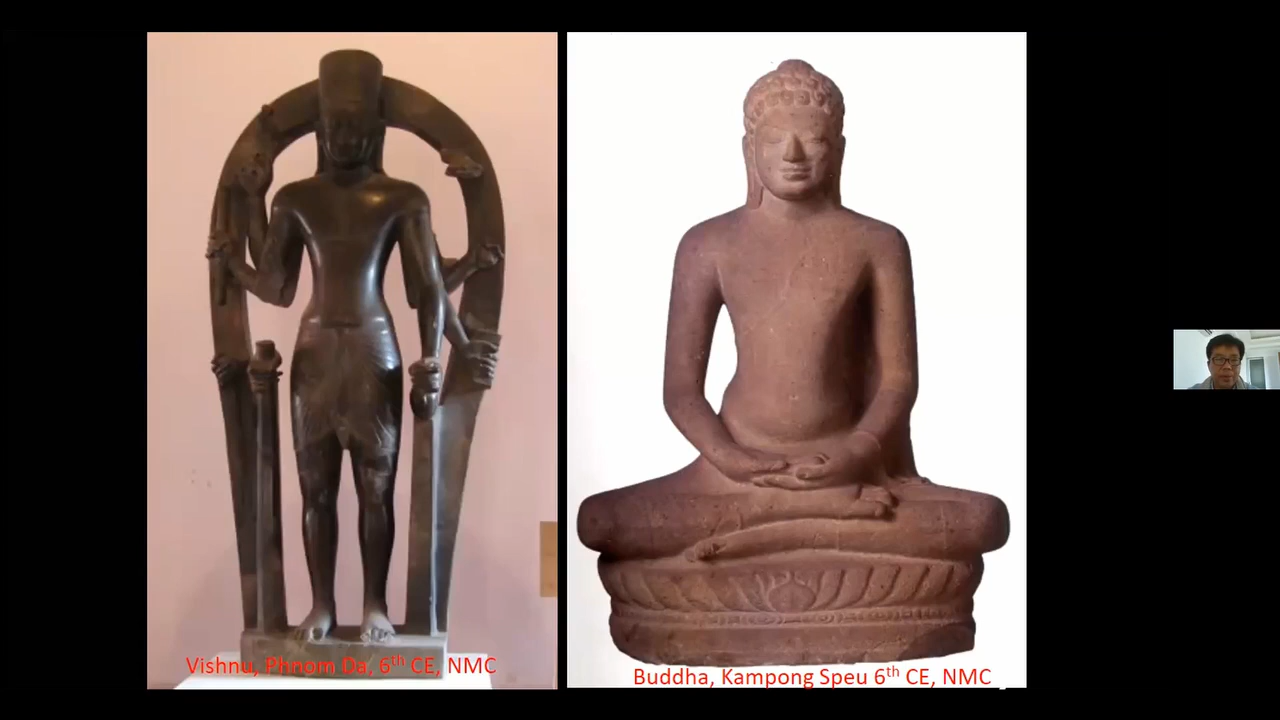 Vishnu, Phnom Da, 6th CE, NMC
Buddha, Kampong Speu 6th CE, NMC